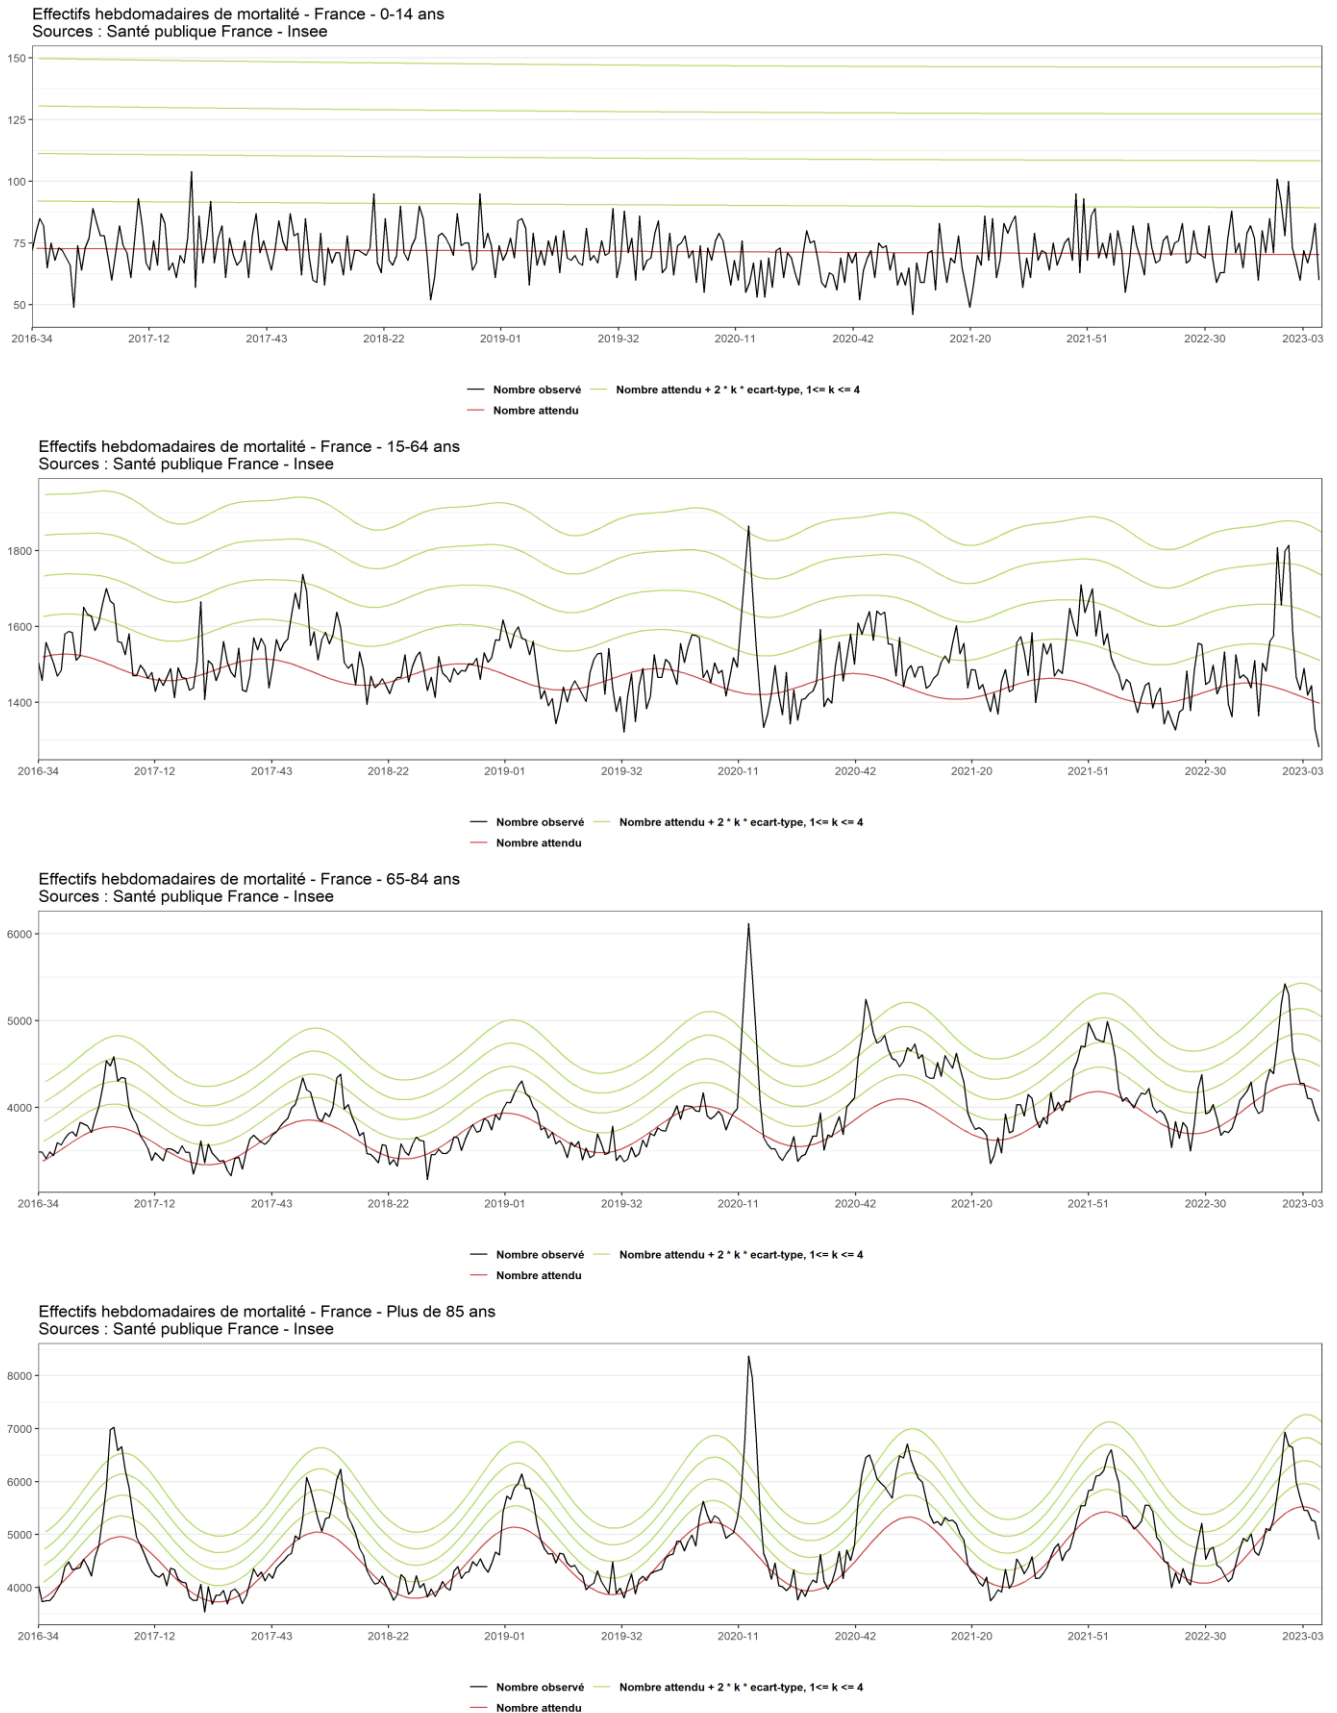 Effectifs hebdomadaires de mortalité - France - 0-14 ans
Sources : Santé publique France - Insee
150
125
100
75
50
2016-34 2017-12 2017-43 2018-22 2019-01 2019-32 2020-11 2020-42 2021-20 2021-51 2022-30 2023-03
Nombre observé Nombre attendu + 2 * k * ecart-type, 1<= k <= 4
Nombre attendu
Effectifs hebdomadaires de mortalité - France - 15-64 ans
Sources : Santé publique France - Insee
1800
1600
1400
2016-34 2017-12 2017-43 2018-22 2019-01 2019-32 2020-11 2020-42 2021-20 2021-51 2022-30 2023-03
Nombre observé Nombre attendu + 2 * k * ecart-type, 1<= k <= 4
Nombre attendu
Effectifs hebdomadaires de mortalité - France - 65-84 ans
Sources : Santé publique France - Insee
6000
5000
4000
2016-34 2017-12 2017-43 2018-22 2019-01 2019-32 2020-11 2020-42 2021-20 2021-51 2022-30 2023-03
Nombre observé Nombre attendu + 2 * k * ecart-type, 1<= k <= 4
Nombre attendu
Effectifs hebdomadaires de mortalité - France - Plus de 85 ans
Sources : Santé publique France - Insee
8000
7000
6000
5000
4000
2016-34 2017-12 2017-43 2018-22 2019-01 2019-32 2020-11 2020-42 2021-20 2021-51 2022-30 2023-03
Nombre observé Nombre attendu + 2 * k * ecart-type, 1<= k <= 4
Nombre attendu